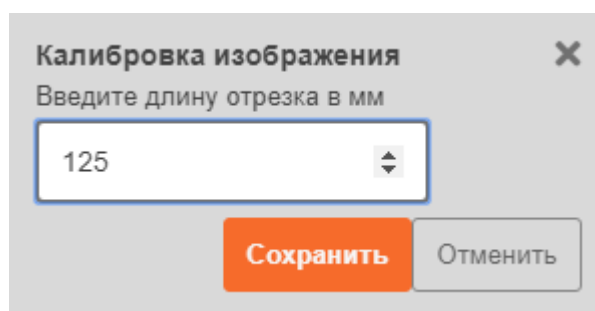 Калибровка изображения
Введите длину отрезка в мм
125
Сохранить Отменить